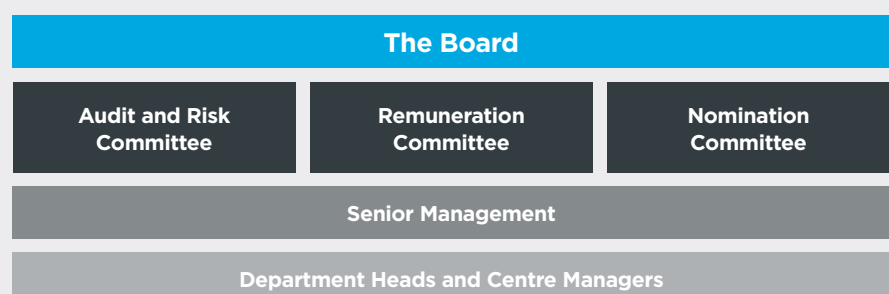 The Board
Audit and Risk
Committee
Remuneration
Committee
Nomination
Committee
Senior Management
Department Heads and Centre Managers